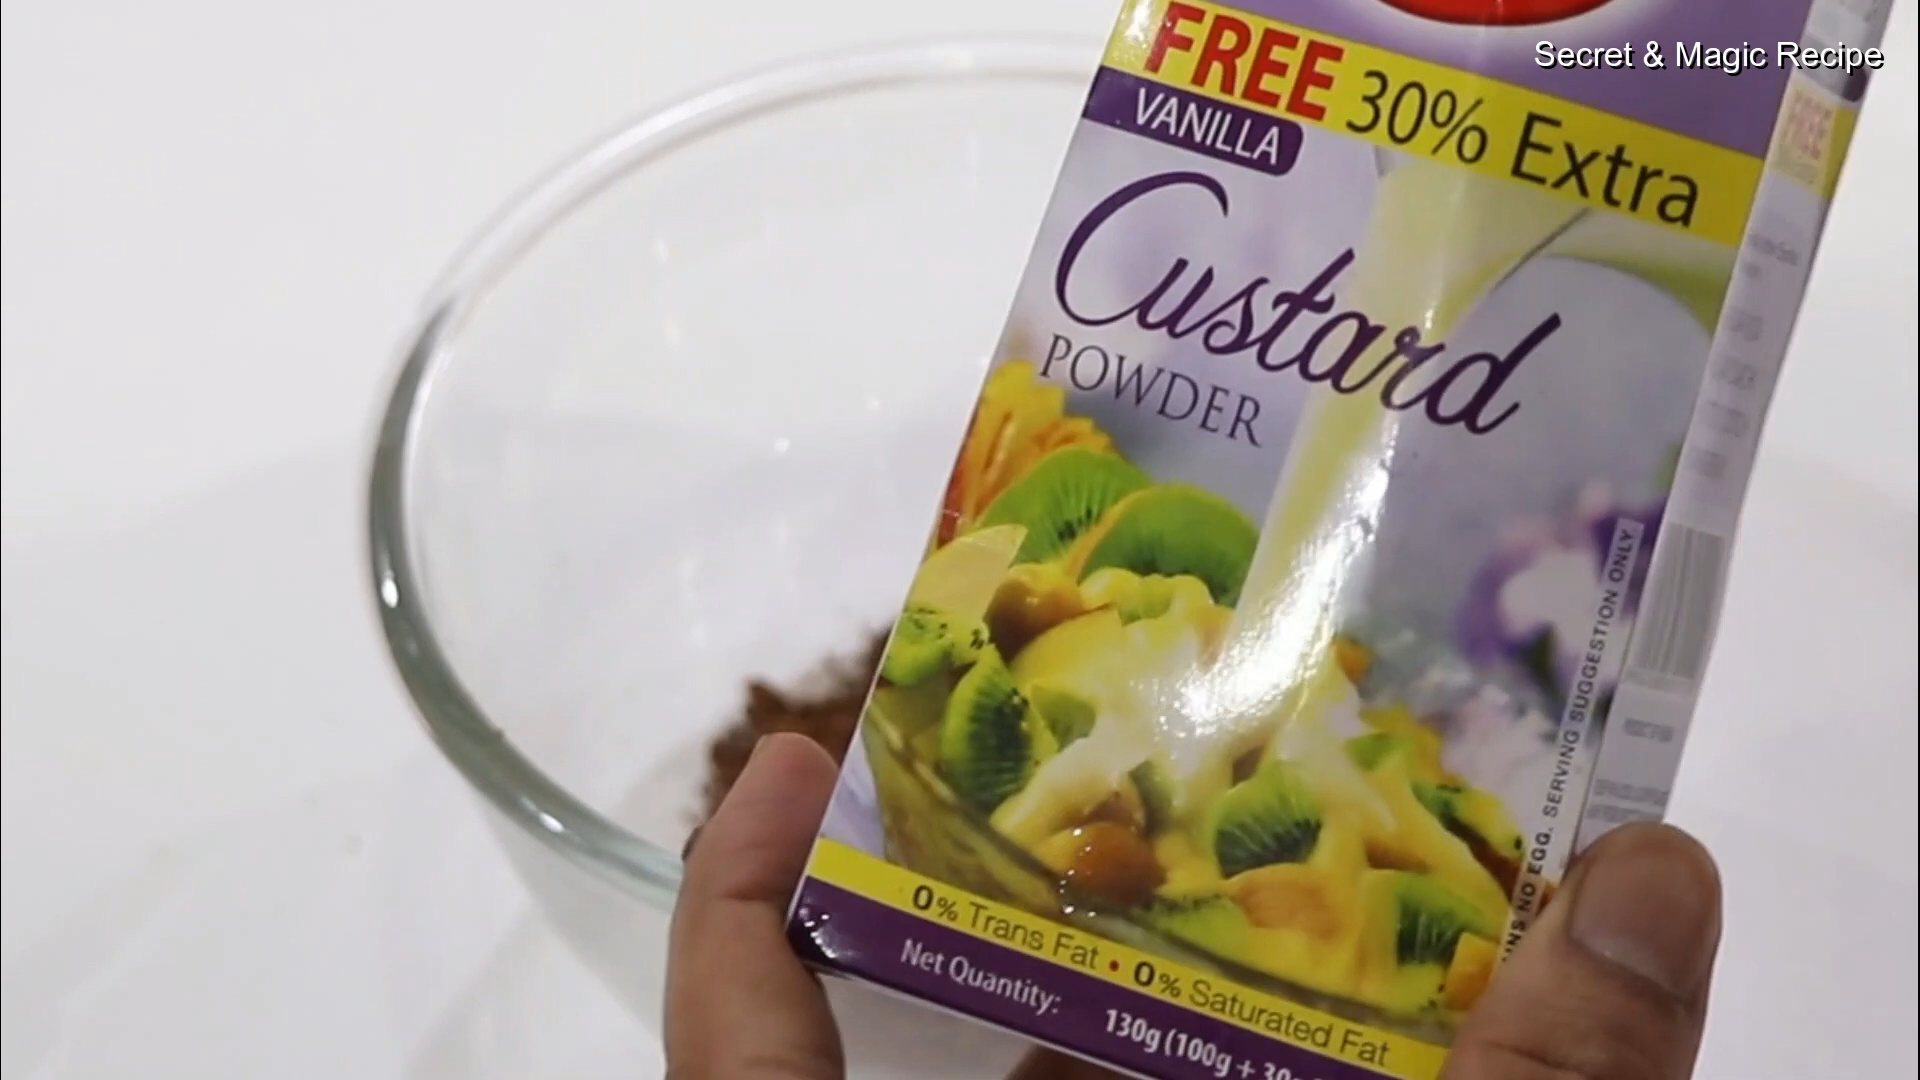 Secret & Magic Recipe
FREE 30% Extra
VANILLA
Custard
POWDER
NO EGG. SERVING SUGGESTION ONLY.
0% Trans Fat • 0% Saturated Fat
Net Quantity:
130g (100g + 30g